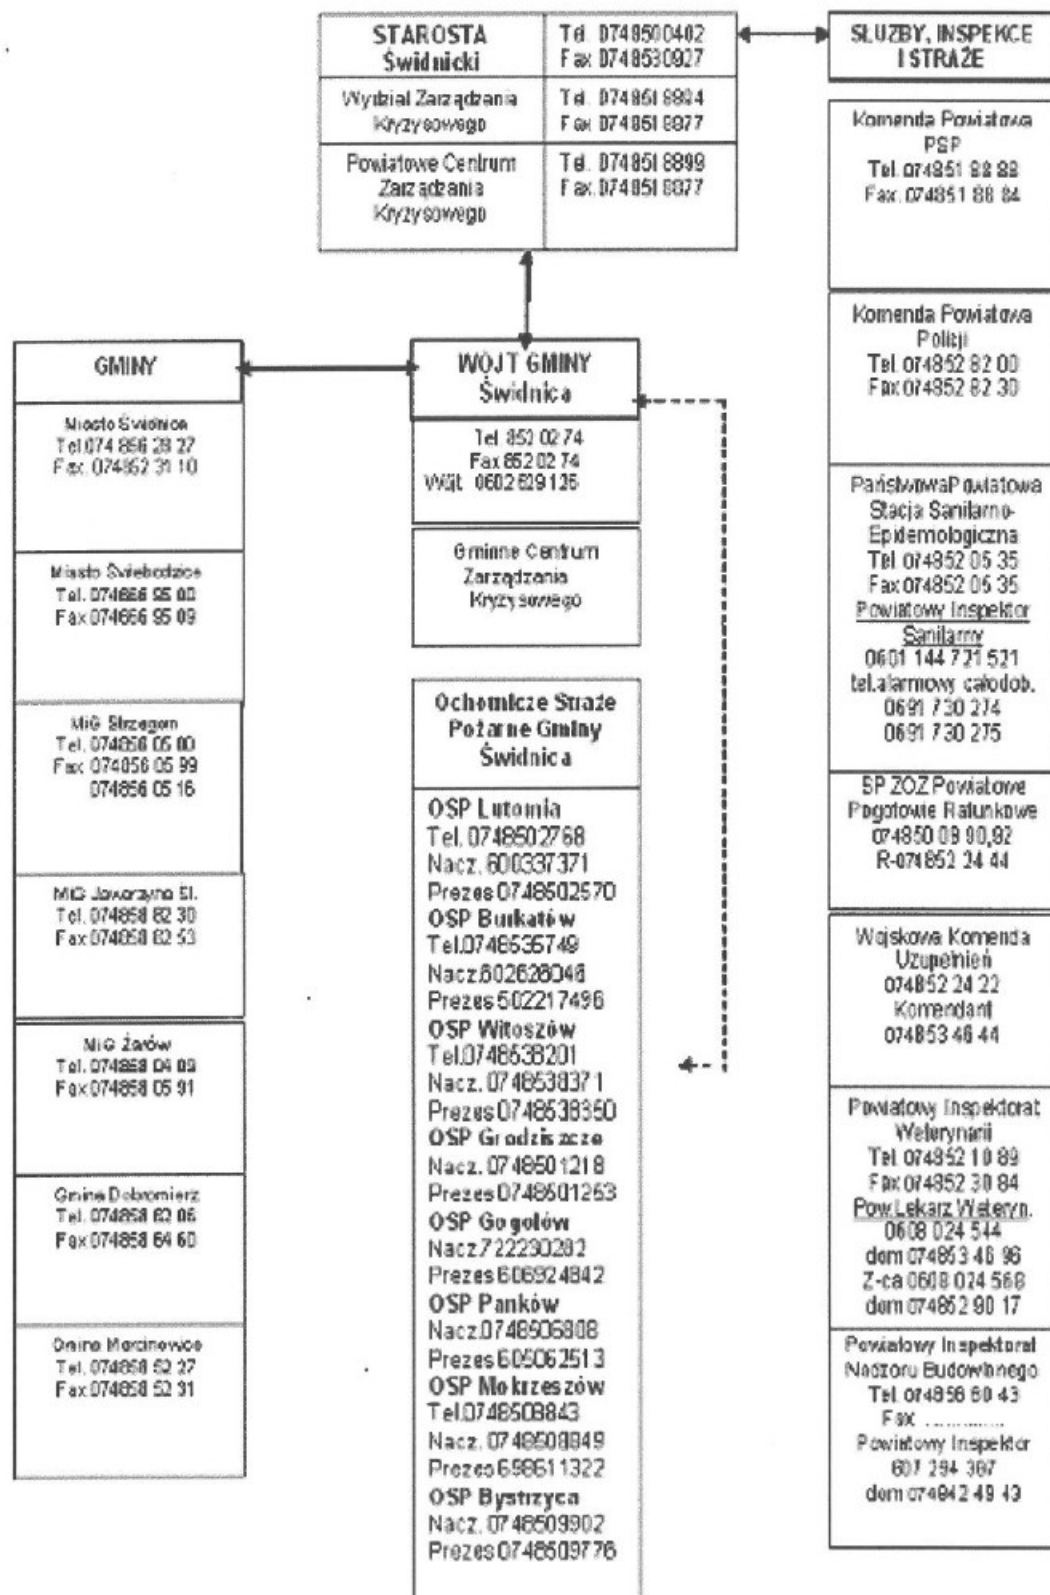 STAROSTA
Świdnicki
Tel. 0748500402
Fax 0748530927
Wydział Zarządzania
Kryzysowego
Tel. 0748518894
Fax 0748518877
Powiatowe Centrum
Zarządzania
Kryzysowego
Tel. 0748518899
Fax.0748518877
SŁUŻBY, INSPEKCE
I STRAŻE
Komenda Powiatowa
PSP
Tel. 074851 88 88
Fax. 074851 88 84
Komenda Powiatowa
Policji
Tel. 074852 82 00
Fax 074852 82 30
PaństwowaPowiatowa
Stacja Sanitarno-
Epidemologiczna
Tel. 074852 05 35
Fax 074852 05 35
Powiatowy Inspektor
Sanitarny
0601 144 721 521
tel.alarmowy całodob.
0691 730 274
0691 730 275
SP ZOZ Powiatowe
Pogotowie Ratunkowe
074850 09 90,92
R-074852 24 44
Wojskowa Komenda
Uzupełnień
074852 24 22
Komendant
074853 46 44
Powiatowy Inspektorat
Weterynarii
Tel 074852 10 89
Fax 074852 30 84
Pow.Lekarz Weteryn.
0608 024 544
dom 074853 46 96
Z-ca 0608 024 568
dom 074852 90 17
Powiatowy Inspektorat
Nadzoru Budowlanego
Tel 074856 60 43
Fax .............
Powiatowy Inspektor
607 294 387
dom 074842 49 43
GMINY
Miasto Świdnica
Tel.074 856 28 27
Fax. 074852 31 10
Miasto Świebodzice
Tel. 074666 95 00
Fax 074666 95 09
MiG Strzegom
Tel. 074856 05 00
Fax 074856 05 99
074856 05 16
MiG Jaworzyna Śl.
Tel. 074858 82 30
Fax 074858 82 53
MiG Żarów
Tel. 074858 04 09
Fax 074858 05 91
Gmina Dobromierz
Tel. 074858 62 06
Fax 074858 64 60
Gmina Marcinowice
Tel. 074858 52 27
Fax 074858 52 31
WÓJT GMINY
Świdnica
Tel 852 02 74
Fax 852 02 74
Wójt 0602 629 126
Gminne Centrum
Zarządzania
Kryzysowego
Ochotnicze Straże
Pożarne Gminy
Świdnica
OSP Lutomia
Tel. 0748502768
Nacz. 600337371
Prezes 0748502570
OSP Burkatów
Tel.0748535749
Nacz.602628046
Prezes 502217496
OSP Witoszów
Tel.0748538201
Nacz. 0748538371
Prezes 0748538350
OSP Grodziszcze
Nacz. 0748501218
Prezes 0748501253
OSP Gogołów
Nacz.722230282
Prezes 606924842
OSP Panków
Nacz.0748506808
Prezes 605062513
OSP Mokrzeszów
Tel.0748508843
Nacz. 0748508849
Prezes 698611322
OSP Bystrzyca
Nacz. 0748509902
Prezes 0748509776